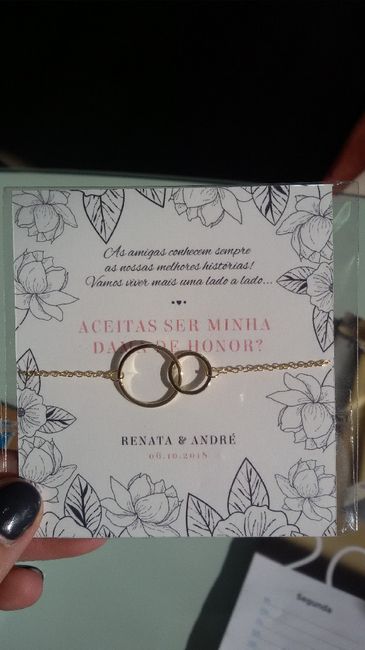 As amigas conhecem sempre
as nossas melhores histórias!
Vamos viver mais uma lado a lado...
ACEITAS SER MINHA
DAMA DE HONOR?
RENATA & ANDRÉ
06.10.2018
Segunda